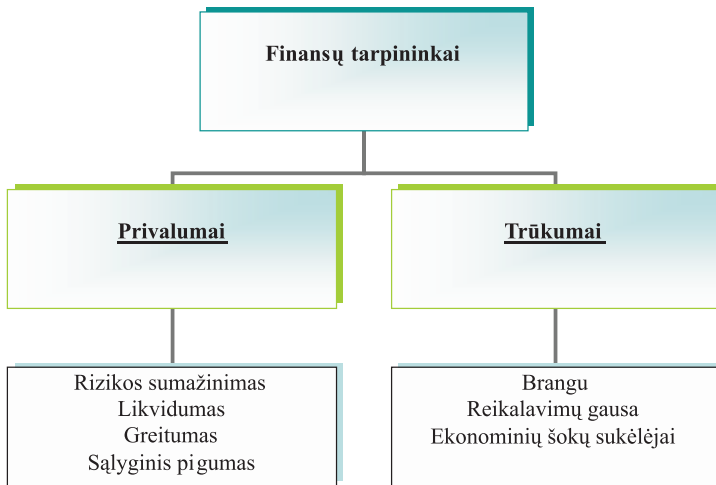 Finansų tarpininkai
Privalumai
Trūkumai
Rizikos sumažinimas
Likvidumas
Greitumas
Sąlyginis pigumas
Brangu
Reikalavimų gausa
Ekonominių šokų sukėlėjai